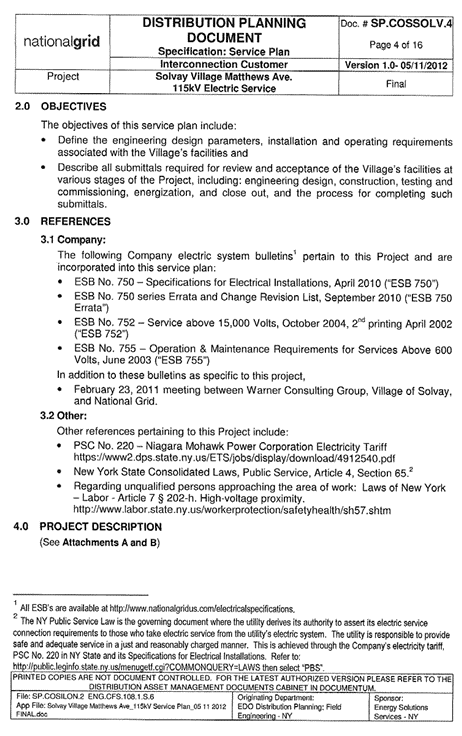 nationalgrid
DISTRIBUTION PLANNING
DOCUMENT
Specification: Service Plan
Doc. # SP.COSSOLV.4
Page 4 of 16
Interconnection Customer
Version 1.0- 05/11/2012
Project
Solvay Village Matthews Ave.
115kV Electric Service
Final
2.0 OBJECTIVES
The objectives of this service plan include:
• Define the engineering design parameters, installation and operating requirements
associated with the Village's facilities and
• Describe all submittals required for review and acceptance of the Village's facilities at
various stages of the Project, including: engineering design, construction, testing and
commissioning, energization, and close out, and the process for completing such
submittals.
3.0 REFERENCES
3.1 Company:
The following Company electric system bulletins1 pertain to this Project and are
incorporated into this service plan:
• ESB No. 750 – Specifications for Electrical Installations, April 2010 ("ESB 750")
• ESB No. 750 series Errata and Change Revision List, September 2010 ("ESB 750
Errata")
• ESB No. 752 – Service above 15,000 Volts, October 2004, 2nd printing April 2002
("ESB 752")
• ESB No. 755 – Operation & Maintenance Requirements for Services Above 600
Volts, June 2003 ("ESB 755")
In addition to these bulletins as specific to this project,
• February 23, 2011 meeting between Warner Consulting Group, Village of Solvay,
and National Grid.
3.2 Other:
Other references pertaining to this Project include:
• PSC No. 220 – Niagara Mohawk Power Corporation Electricity Tariff
https://www2.dps.state.ny.us/ETS/jobs/display/download/4912540.pdf
• New York State Consolidated Laws, Public Service, Article 4, Section 65.2
• Regarding unqualified persons approaching the area of work: Laws of New York
– Labor - Article 7 § 202-h. High-voltage proximity.
http://www.labor.state.ny.us/workerprotection/safetyhealth/sh57.shtm
4.0 PROJECT DESCRIPTION
(See Attachments A and B)
1 All ESB's are available at http://www.nationalgridus.com/electricalspecifications.
2 The NY Public Service Law is the governing document where the utility derives its authority to assert its electric service
connection requirements to those who take electric service from the utility's electric system. The utility is responsible to provide
safe and adequate service in a just and reasonably charged manner. This is achieved through the Company's electricity tariff,
PSC No. 220 in NY State and its Specifications for Electrical Installations. Refer to:
http://public.leginfo.state.ny.us/menugetf.cgi?COMMONQUERY=LAWS then select "PBS".
PRINTED COPIES ARE NOT DOCUMENT CONTROLLED. FOR THE LATEST AUTHORIZED VERSION PLEASE REFER TO THE
DISTRIBUTION ASSET MANAGEMENT DOCUMENTS CABINET IN DOCUMENTUM.
File: SP.COSILON.2 ENG.CFS.108.1.S.6
App File: Solvay Village Matthews Ave_115kV Service Plan_05 11 2012
FINAL.doc
Originating Department:
EDO Distribution Planning: Field
Engineering - NY
Sponsor:
Energy Solutions
Services - NY